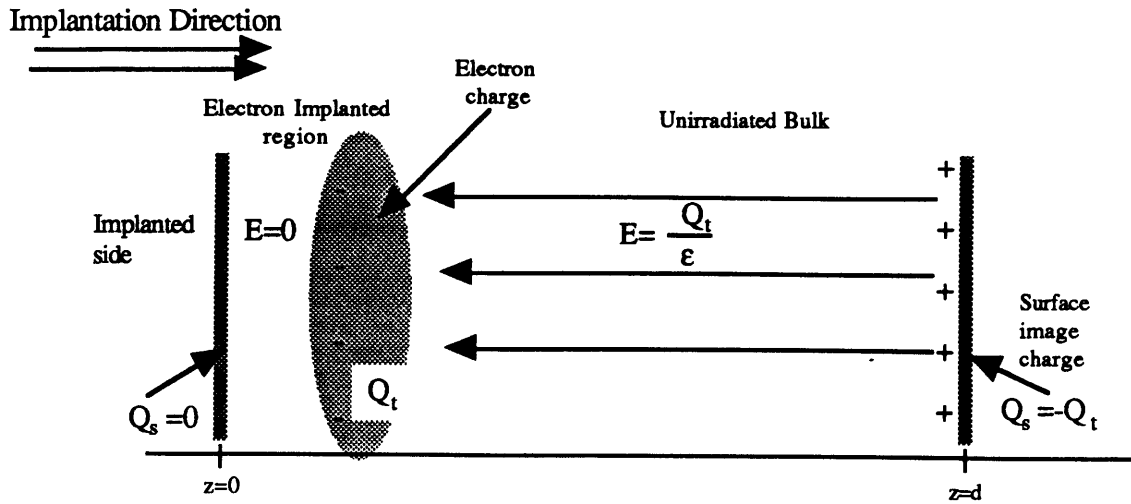 Implantation Direction
Electron Implanted
region
Electron
charge
Unirradiated Bulk
Implanted
side
E=0
E= Q_t / ε
+
+
+
+
+
Surface
image
charge
Q_t
Q_s =0
Q_s =-Q_t
z=0
z=d